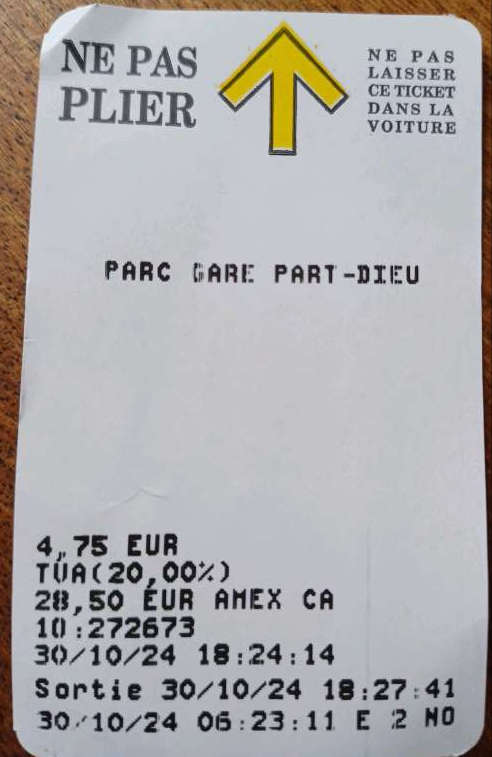 NE PAS
PLIER
NE PAS
LAISSER
CE TICKET
DANS LA
VOITURE
PARC GARE PART-DIEU
4,75 EUR
TVA(20,00%)
28,50 EUR AMEX CA
10:272673
30/10/24 18:24:14
Sortie 30/10/24 18:27:41
30/10/24 06:23:11 E 2 NO